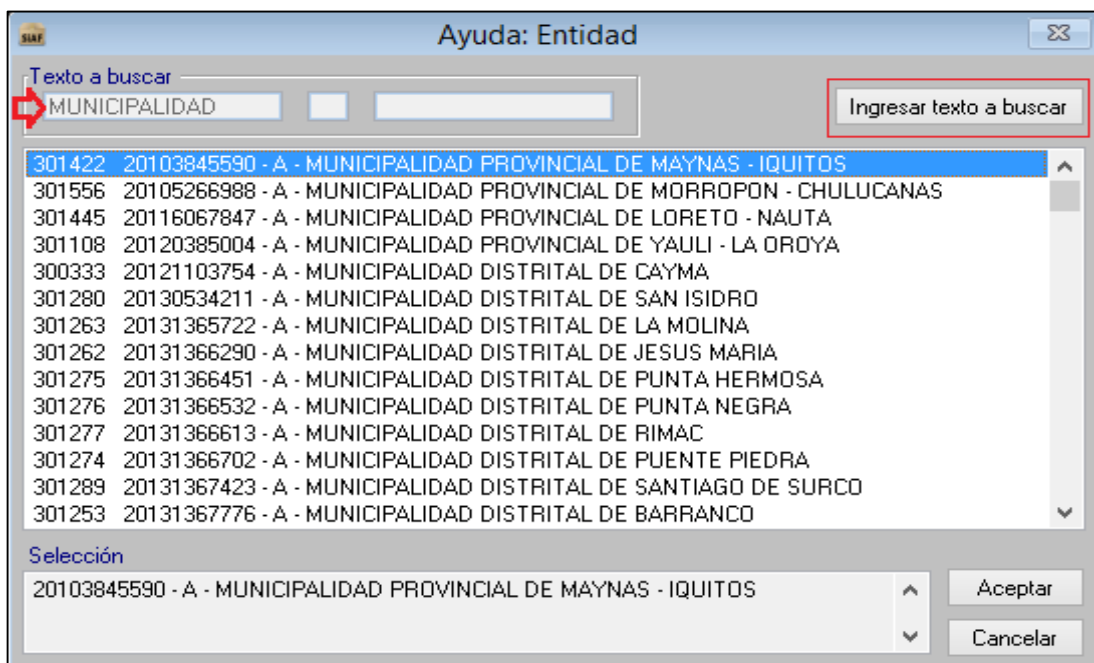 SIAF
Ayuda: Entidad
Texto a buscar
MUNICIPALIDAD
Ingresar texto a buscar
301422 20103845590 - A - MUNICIPALIDAD PROVINCIAL DE MAYNAS - IQUITOS
301556 20105266988 - A - MUNICIPALIDAD PROVINCIAL DE MORROPON - CHULUCANAS
301445 20116067847 - A - MUNICIPALIDAD PROVINCIAL DE LORETO - NAUTA
301108 20120385004 - A - MUNICIPALIDAD PROVINCIAL DE YAULI - LA OROYA
300333 20121103754 - A - MUNICIPALIDAD DISTRITAL DE CAYMA
301280 20130534211 - A - MUNICIPALIDAD DISTRITAL DE SAN ISIDRO
301263 20131365722 - A - MUNICIPALIDAD DISTRITAL DE LA MOLINA
301262 20131366290 - A - MUNICIPALIDAD DISTRITAL DE JESUS MARIA
301275 20131366451 - A - MUNICIPALIDAD DISTRITAL DE PUNTA HERMOSA
301276 20131366532 - A - MUNICIPALIDAD DISTRITAL DE PUNTA NEGRA
301277 20131366613 - A - MUNICIPALIDAD DISTRITAL DE RIMAC
301274 20131366702 - A - MUNICIPALIDAD DISTRITAL DE PUENTE PIEDRA
301289 20131367423 - A - MUNICIPALIDAD DISTRITAL DE SANTIAGO DE SURCO
301253 20131367776 - A - MUNICIPALIDAD DISTRITAL DE BARRANCO
Selección
20103845590 - A - MUNICIPALIDAD PROVINCIAL DE MAYNAS - IQUITOS
Aceptar
Cancelar